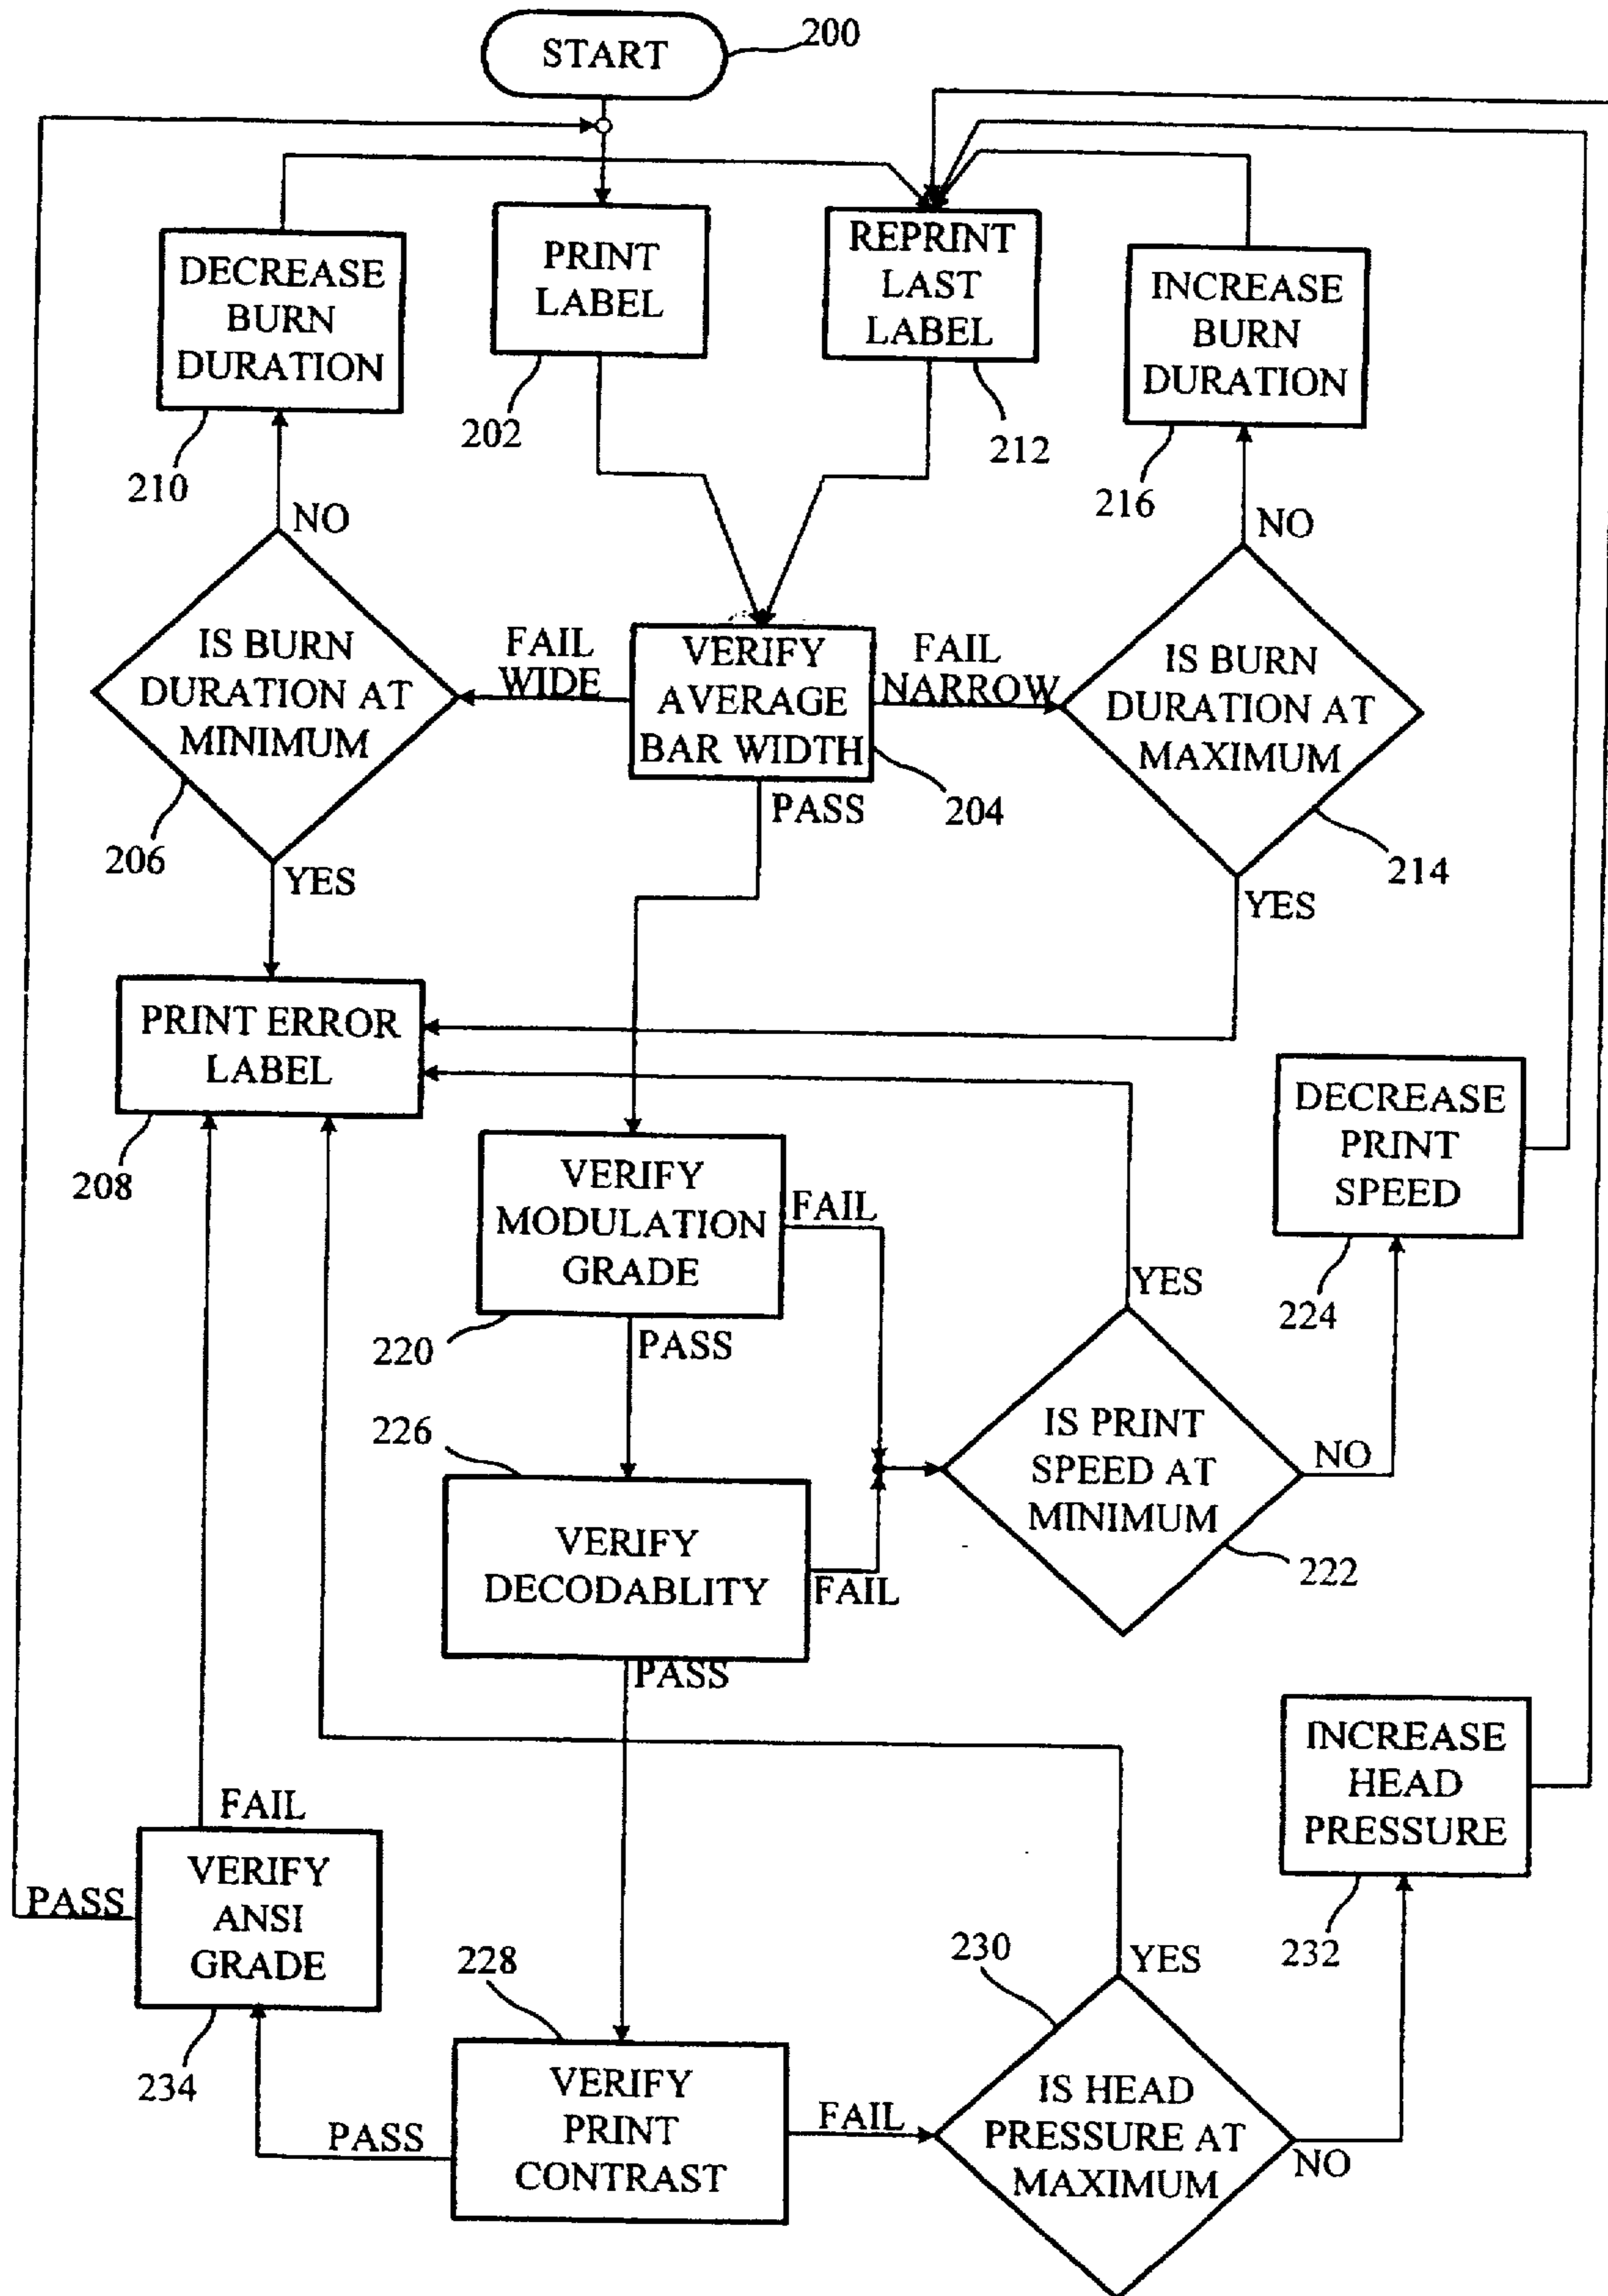 START
200
PRINT
LABEL
202
REPRINT
LAST
LABEL
212
DECREASE
BURN
DURATION
210
INCREASE
BURN
DURATION
216
NO
NO
IS BURN
DURATION AT
MINIMUM
206
FAIL
WIDE
VERIFY
AVERAGE
BAR WIDTH
204
FAIL
NARROW
IS BURN
DURATION AT
MAXIMUM
214
PASS
YES
YES
PRINT ERROR
LABEL
208
VERIFY
MODULATION
GRADE
220
FAIL
DECREASE
PRINT
SPEED
224
YES
PASS
226
VERIFY
DECODABLITY
FAIL
IS PRINT
SPEED AT
MINIMUM
222
NO
PASS
INCREASE
HEAD
PRESSURE
232
FAIL
VERIFY
ANSI
GRADE
234
PASS
228
VERIFY
PRINT
CONTRAST
PASS
FAIL
230
YES
IS HEAD
PRESSURE AT
MAXIMUM
NO